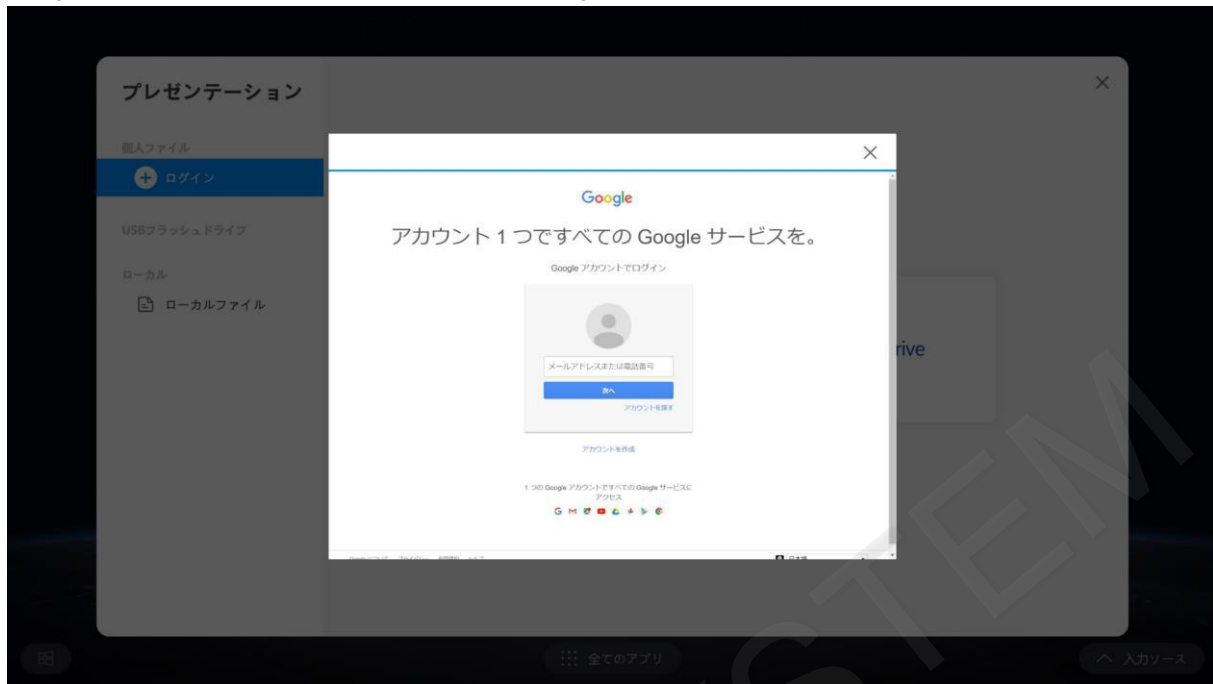 プレゼンテーション
個人ファイル
ログイン
USBフラッシュドライブ
ローカル
ローカルファイル
Google
アカウント 1 つですべての Google サービスを。
Google アカウントでログイン
メールアドレスまたは電話番号
次へ
アカウントを探す
アカウントを作成
1 つの Google アカウントですべての Google サービスに
アクセス
rive
日本語
全てのアプリ
入力ソース
STEM